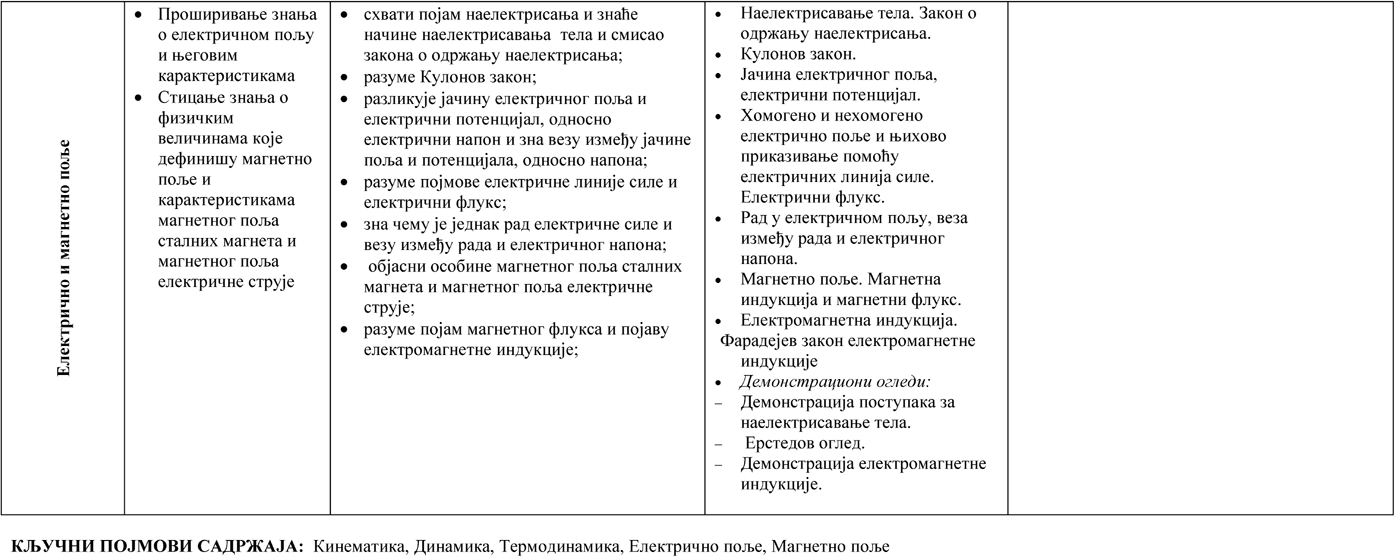 Електрично и магнетно поље
• Проширивање знања
о електричном пољу
и његовим
карактеристикама
• Стицање знања о
физичким
величинама које
дефинишу магнетно
поље и
карактеристикама
магнетног поља
сталних магнета и
магнетног поља
електричне струје
• схвати појам наелектрисања и знаће
начине наелектрисавања тела и смисао
закона о одржању наелектрисања;
• разуме Кулонов закон;
• разликује јачину електричног поља и
електрични потенцијал, односно
електрични напон и зна везу између јачине
поља и потенцијала, односно напона;
• разуме појмове електричне линије силе и
електрични флукс;
• зна чему је једнак рад електричне силе и
везу између рада и електричног напона;
• објасни особине магнетног поља сталних
магнета и магнетног поља електричне
струје;
• разуме појам магнетног флукса и појаву
електромагнетне индукције;
• Наелектрисавање тела. Закон о
одржању наелектрисања.
• Кулонов закон.
• Јачина електричног поља,
електрични потенцијал.
• Хомогено и нехомогено
електрично поље и њихово
приказивање помоћу
електричних линија силе.
Електрични флукс.
• Рад у електричном пољу, веза
између рада и електричног
напона.
• Магнетно поље. Магнетна
индукција и магнетни флукс.
• Електромагнетна индукција.
Фарадејев закон електромагнетне
индукције
• Демонстрациони огледи:
– Демонстрација поступака за
наелектрисавање тела.
– Ерстедов оглед.
– Демонстрација електромагнетне
индукције.
КЉУЧНИ ПОЈМОВИ САДРЖАЈА: Кинематика, Динамика, Термодинамика, Електрично поље, Магнетно поље